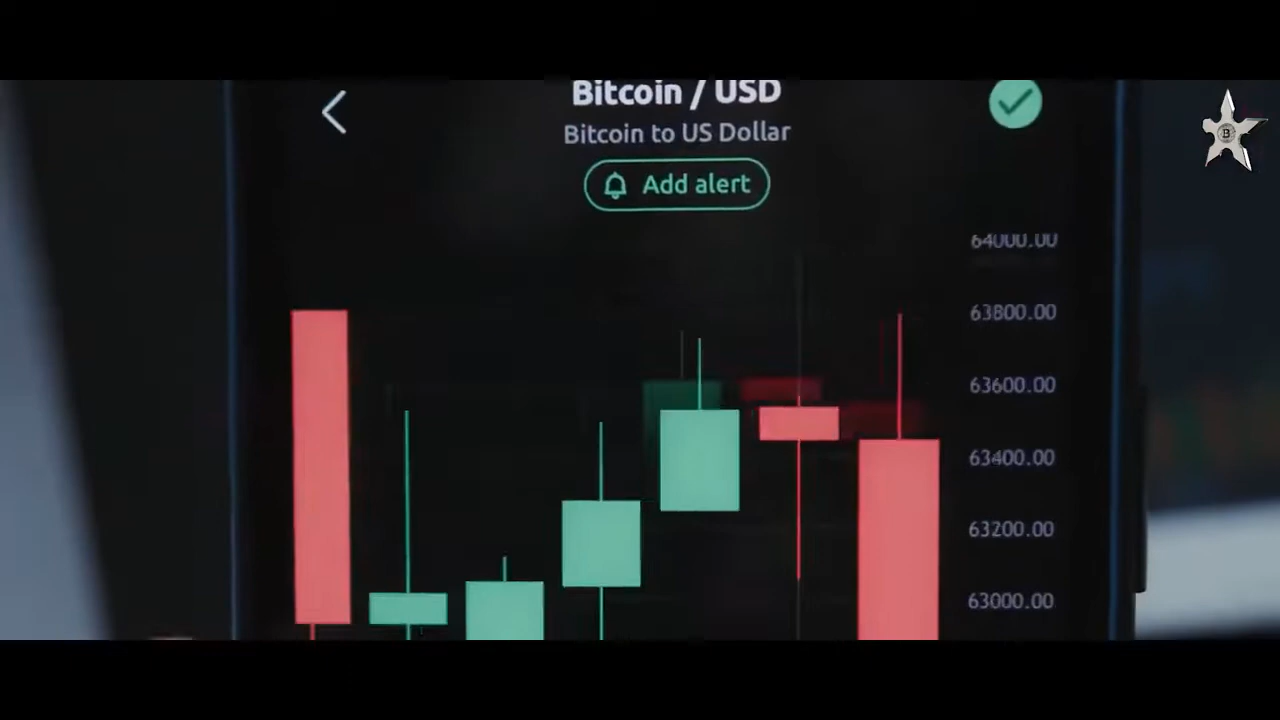 Bitcoin / USD
Bitcoin to US Dollar
Add alert
64000.00
63800.00
63600.00
63400.00
63200.00
63000.00
B